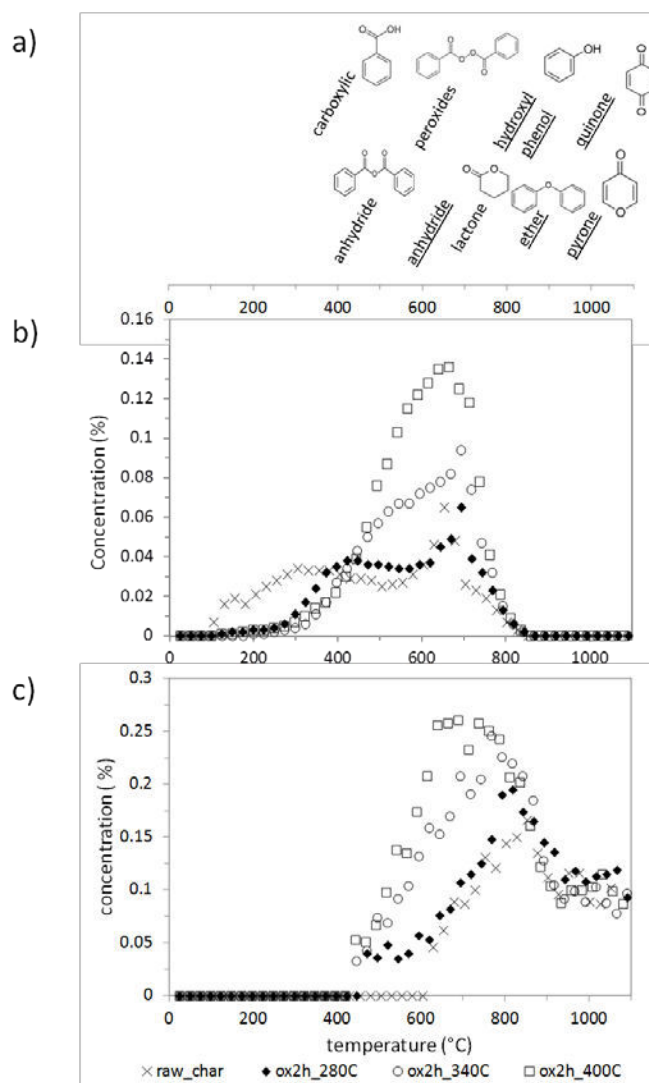 a)
carboxylic
peroxides
hydroxyl
phenol
quinone
anhydride
anhydride
lactone
ether
pyrone
O OH
O O O O
OH
O O
O O O
O O
O
O O
0 200 400 600 800 1000
b)
Concentration (%)
0.16
0.14
0.12
0.1
0.08
0.06
0.04
0.02
0
0 200 400 600 800 1000
c)
concentration ( %)
0.3
0.25
0.2
0.15
0.1
0.05
0
0 200 400 600 800 1000
temperature (°C)
raw_char ox2h_280C ox2h_340C ox2h_400C